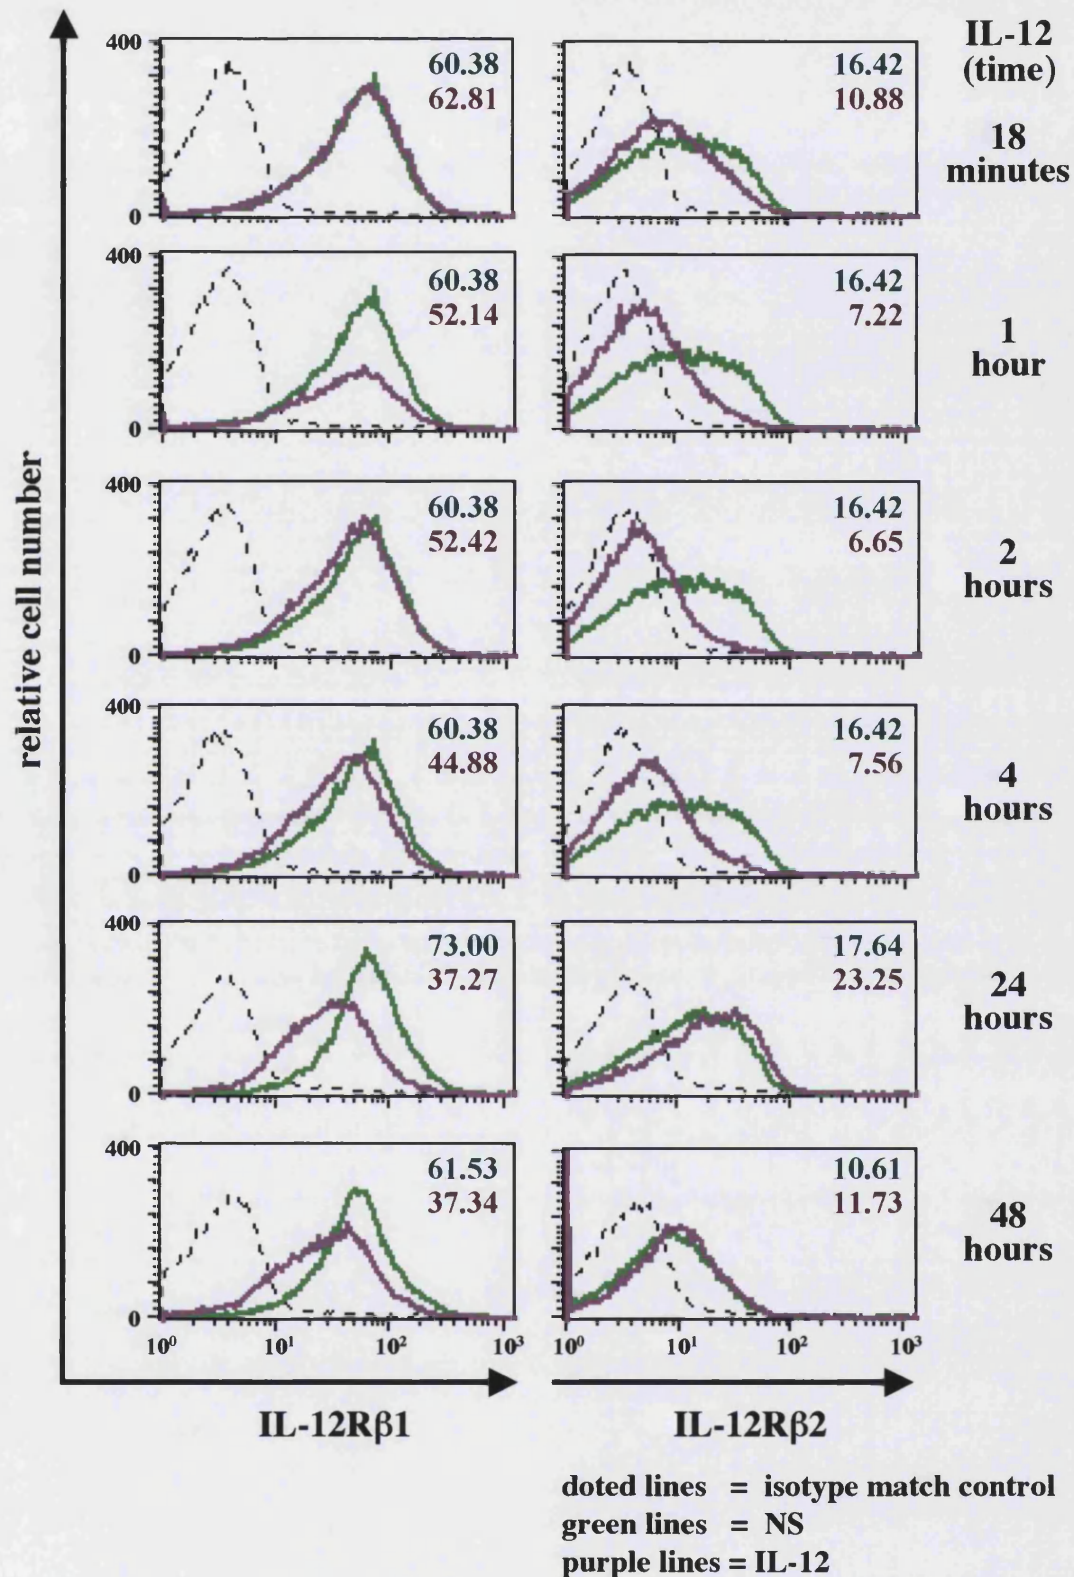 IL-12
(time)
400
60.38
62.81
0
16.42
10.88
18
minutes
400
60.38
52.14
0
16.42
7.22
1
hour
400
60.38
52.42
0
16.42
6.65
2
hours
400
60.38
44.88
0
16.42
7.56
4
hours
400
73.00
37.27
0
17.64
23.25
24
hours
400
61.53
37.34
0
10.61
11.73
48
hours
relative cell number
10⁰ 10¹ 10² 10³
10⁰ 10¹ 10² 10³
IL-12Rβ1
IL-12Rβ2
doted lines = isotype match control
green lines = NS
purple lines = IL-12